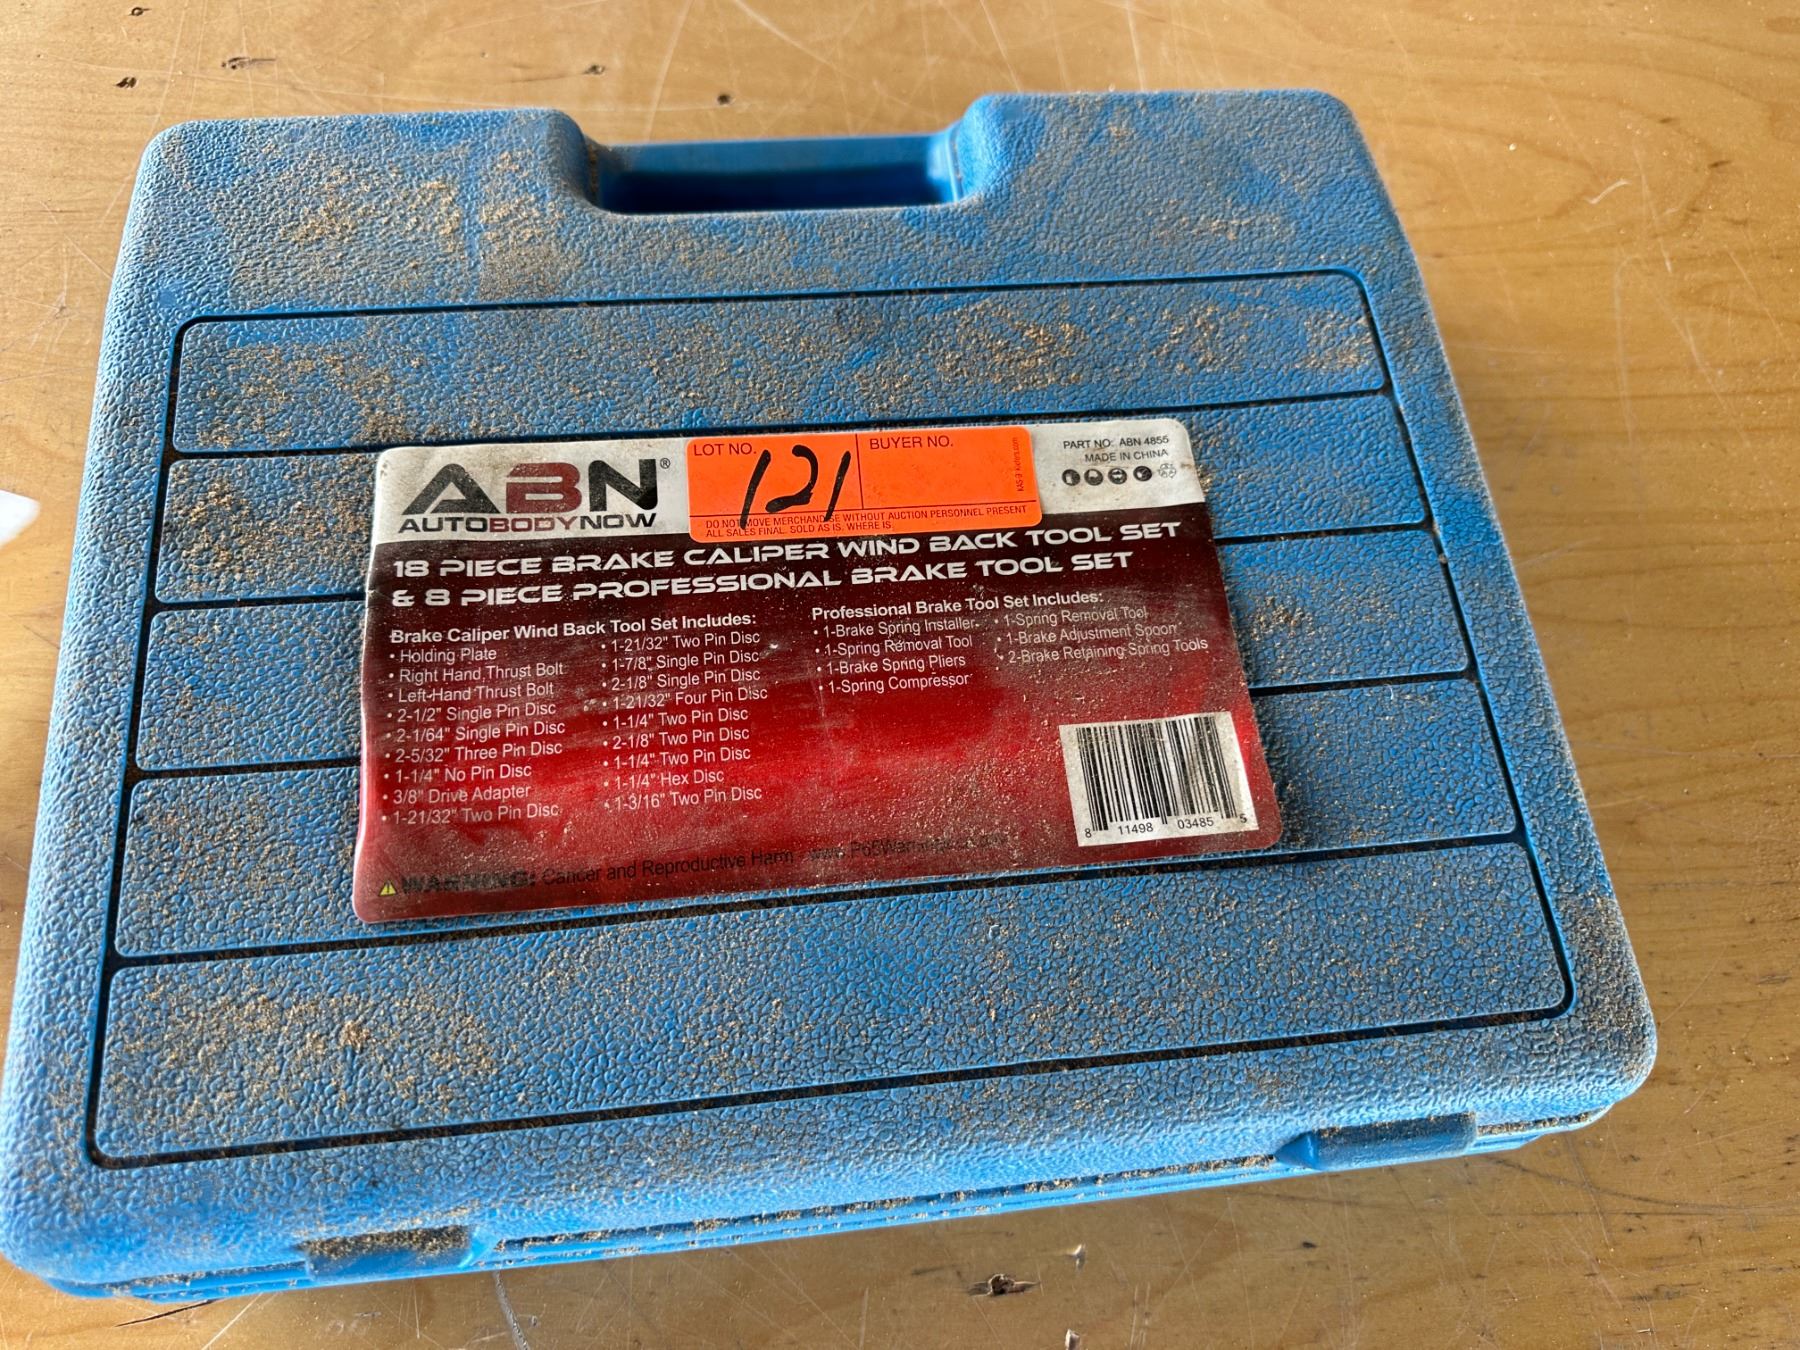 ABN®
AUTOBODYNOW
LOT NO.
121
BUYER NO.
DO NOT MOVE MERCHANDISE WITHOUT AUCTION PERSONNEL PRESENT
ALL SALES FINAL. SOLD AS IS. WHERE IS.
PART NO: ABN 4855
MADE IN CHINA
18 PIECE BRAKE CALIPER WIND BACK TOOL SET
& 8 PIECE PROFESSIONAL BRAKE TOOL SET
Brake Caliper Wind Back Tool Set Includes:
• Holding Plate
• Right Hand Thrust Bolt
• Left-Hand Thrust Bolt
• 2-1/2" Single Pin Disc
• 2-1/64" Single Pin Disc
• 2-5/32" Three Pin Disc
• 1-1/4" No Pin Disc
• 3/8" Drive Adapter
• 1-21/32" Two Pin Disc
• 1-21/32" Two Pin Disc
• 1-7/8" Single Pin Disc
• 2-1/8" Single Pin Disc
• 1-21/32" Four Pin Disc
• 1-1/4" Two Pin Disc
• 2-1/8" Two Pin Disc
• 1-1/4" Two Pin Disc
• 1-1/4" Hex Disc
• 1-3/16" Two Pin Disc
Professional Brake Tool Set Includes:
• 1-Brake Spring Installer
• 1-Spring Removal Tool
• 1-Brake Spring Pliers
• 1-Spring Compressor
• 1-Spring Removal Tool
• 1-Brake Adjustment Spoon
• 2-Brake Retaining Spring Tools
8 11498 03485 5
WARNING! Cancer and Reproductive Harm -